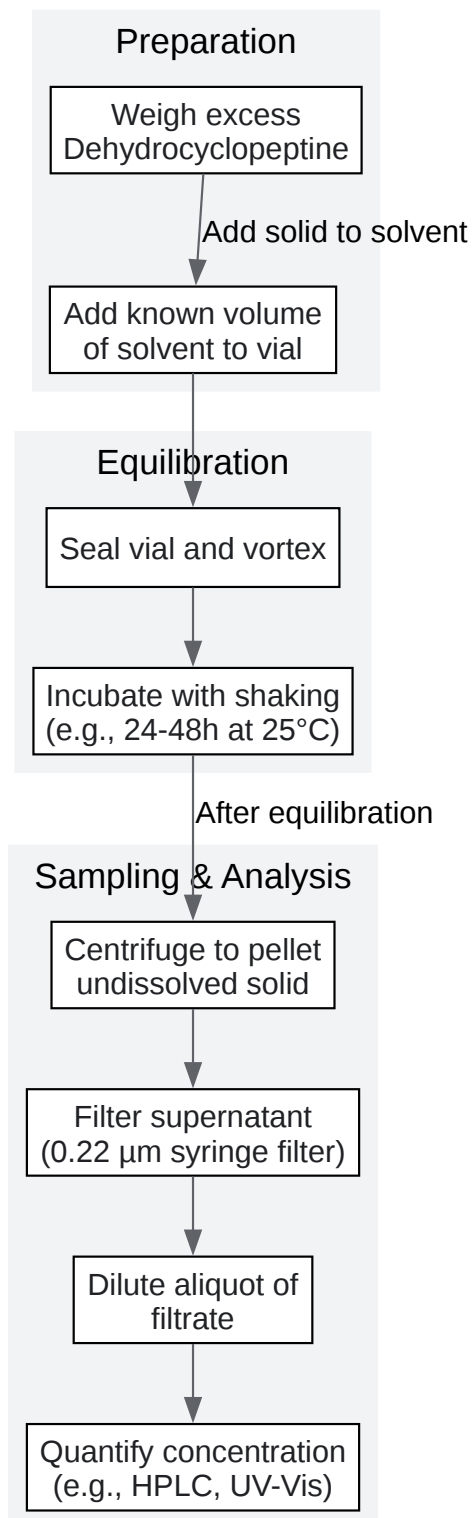 Preparation
Weigh excess
Dehydrocyclopeptine
Add solid to solvent
Add known volume
of solvent to vial
Equilibration
Seal vial and vortex
Incubate with shaking
(e.g., 24-48h at 25°C)
After equilibration
Sampling & Analysis
Centrifuge to pellet
undissolved solid
Filter supernatant
(0.22 µm syringe filter)
Dilute aliquot of
filtrate
Quantify concentration
(e.g., HPLC, UV-Vis)